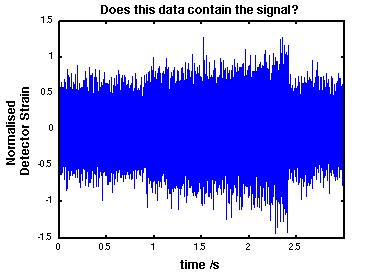 Does this data contain the signal?
1.5
1
0.5
0
-0.5
-1
-1.5
Normalised
Detector Strain
0 0.5 1 1.5 2 2.5
time /s